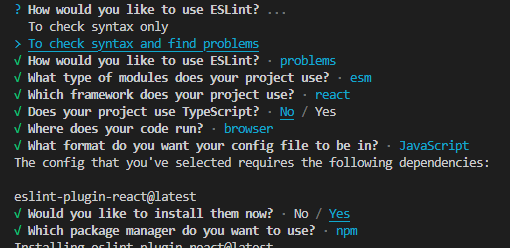 ? How would you like to use ESLint? ...
To check syntax only
> To check syntax and find problems
√ How would you like to use ESLint? · problems
√ What type of modules does your project use? · esm
√ Which framework does your project use? · react
√ Does your project use TypeScript? · No / Yes
√ Where does your code run? · browser
√ What format do you want your config file to be in? · JavaScript
The config that you've selected requires the following dependencies:
eslint-plugin-react@latest
√ Would you like to install them now? · No / Yes
√ Which package manager do you want to use? · npm
Installing eslint-plugin-react@latest